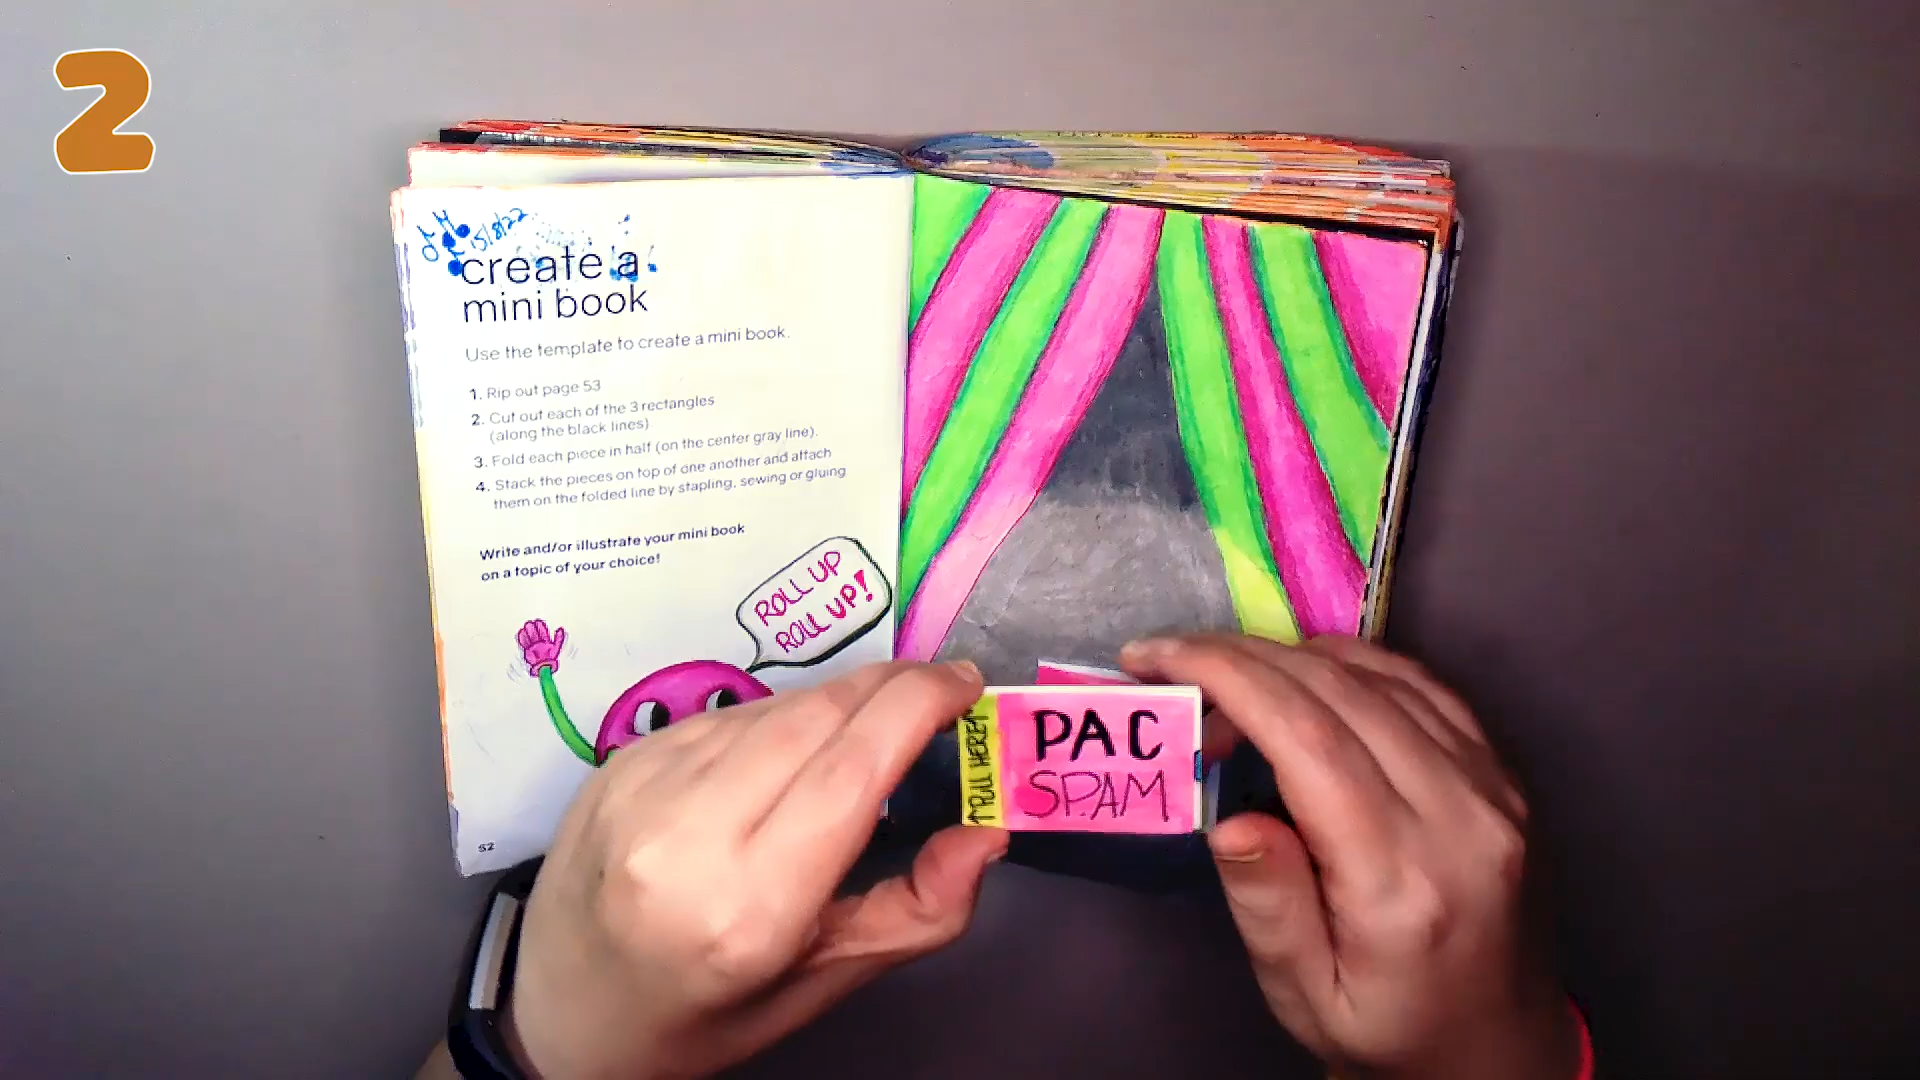 2
15/8/22
create a
mini book
Use the template to create a mini book.
1. Rip out page 53
2. Cut out each of the 3 rectangles
(along the black lines)
3. Fold each piece in half (on the center gray line).
4. Stack the pieces on top of one another and attach
them on the folded line by stapling, sewing or gluing
Write and/or illustrate your mini book
on a topic of your choice!
ROLL UP
ROLL UP!
52
PULL HERE
PAC
SPAM